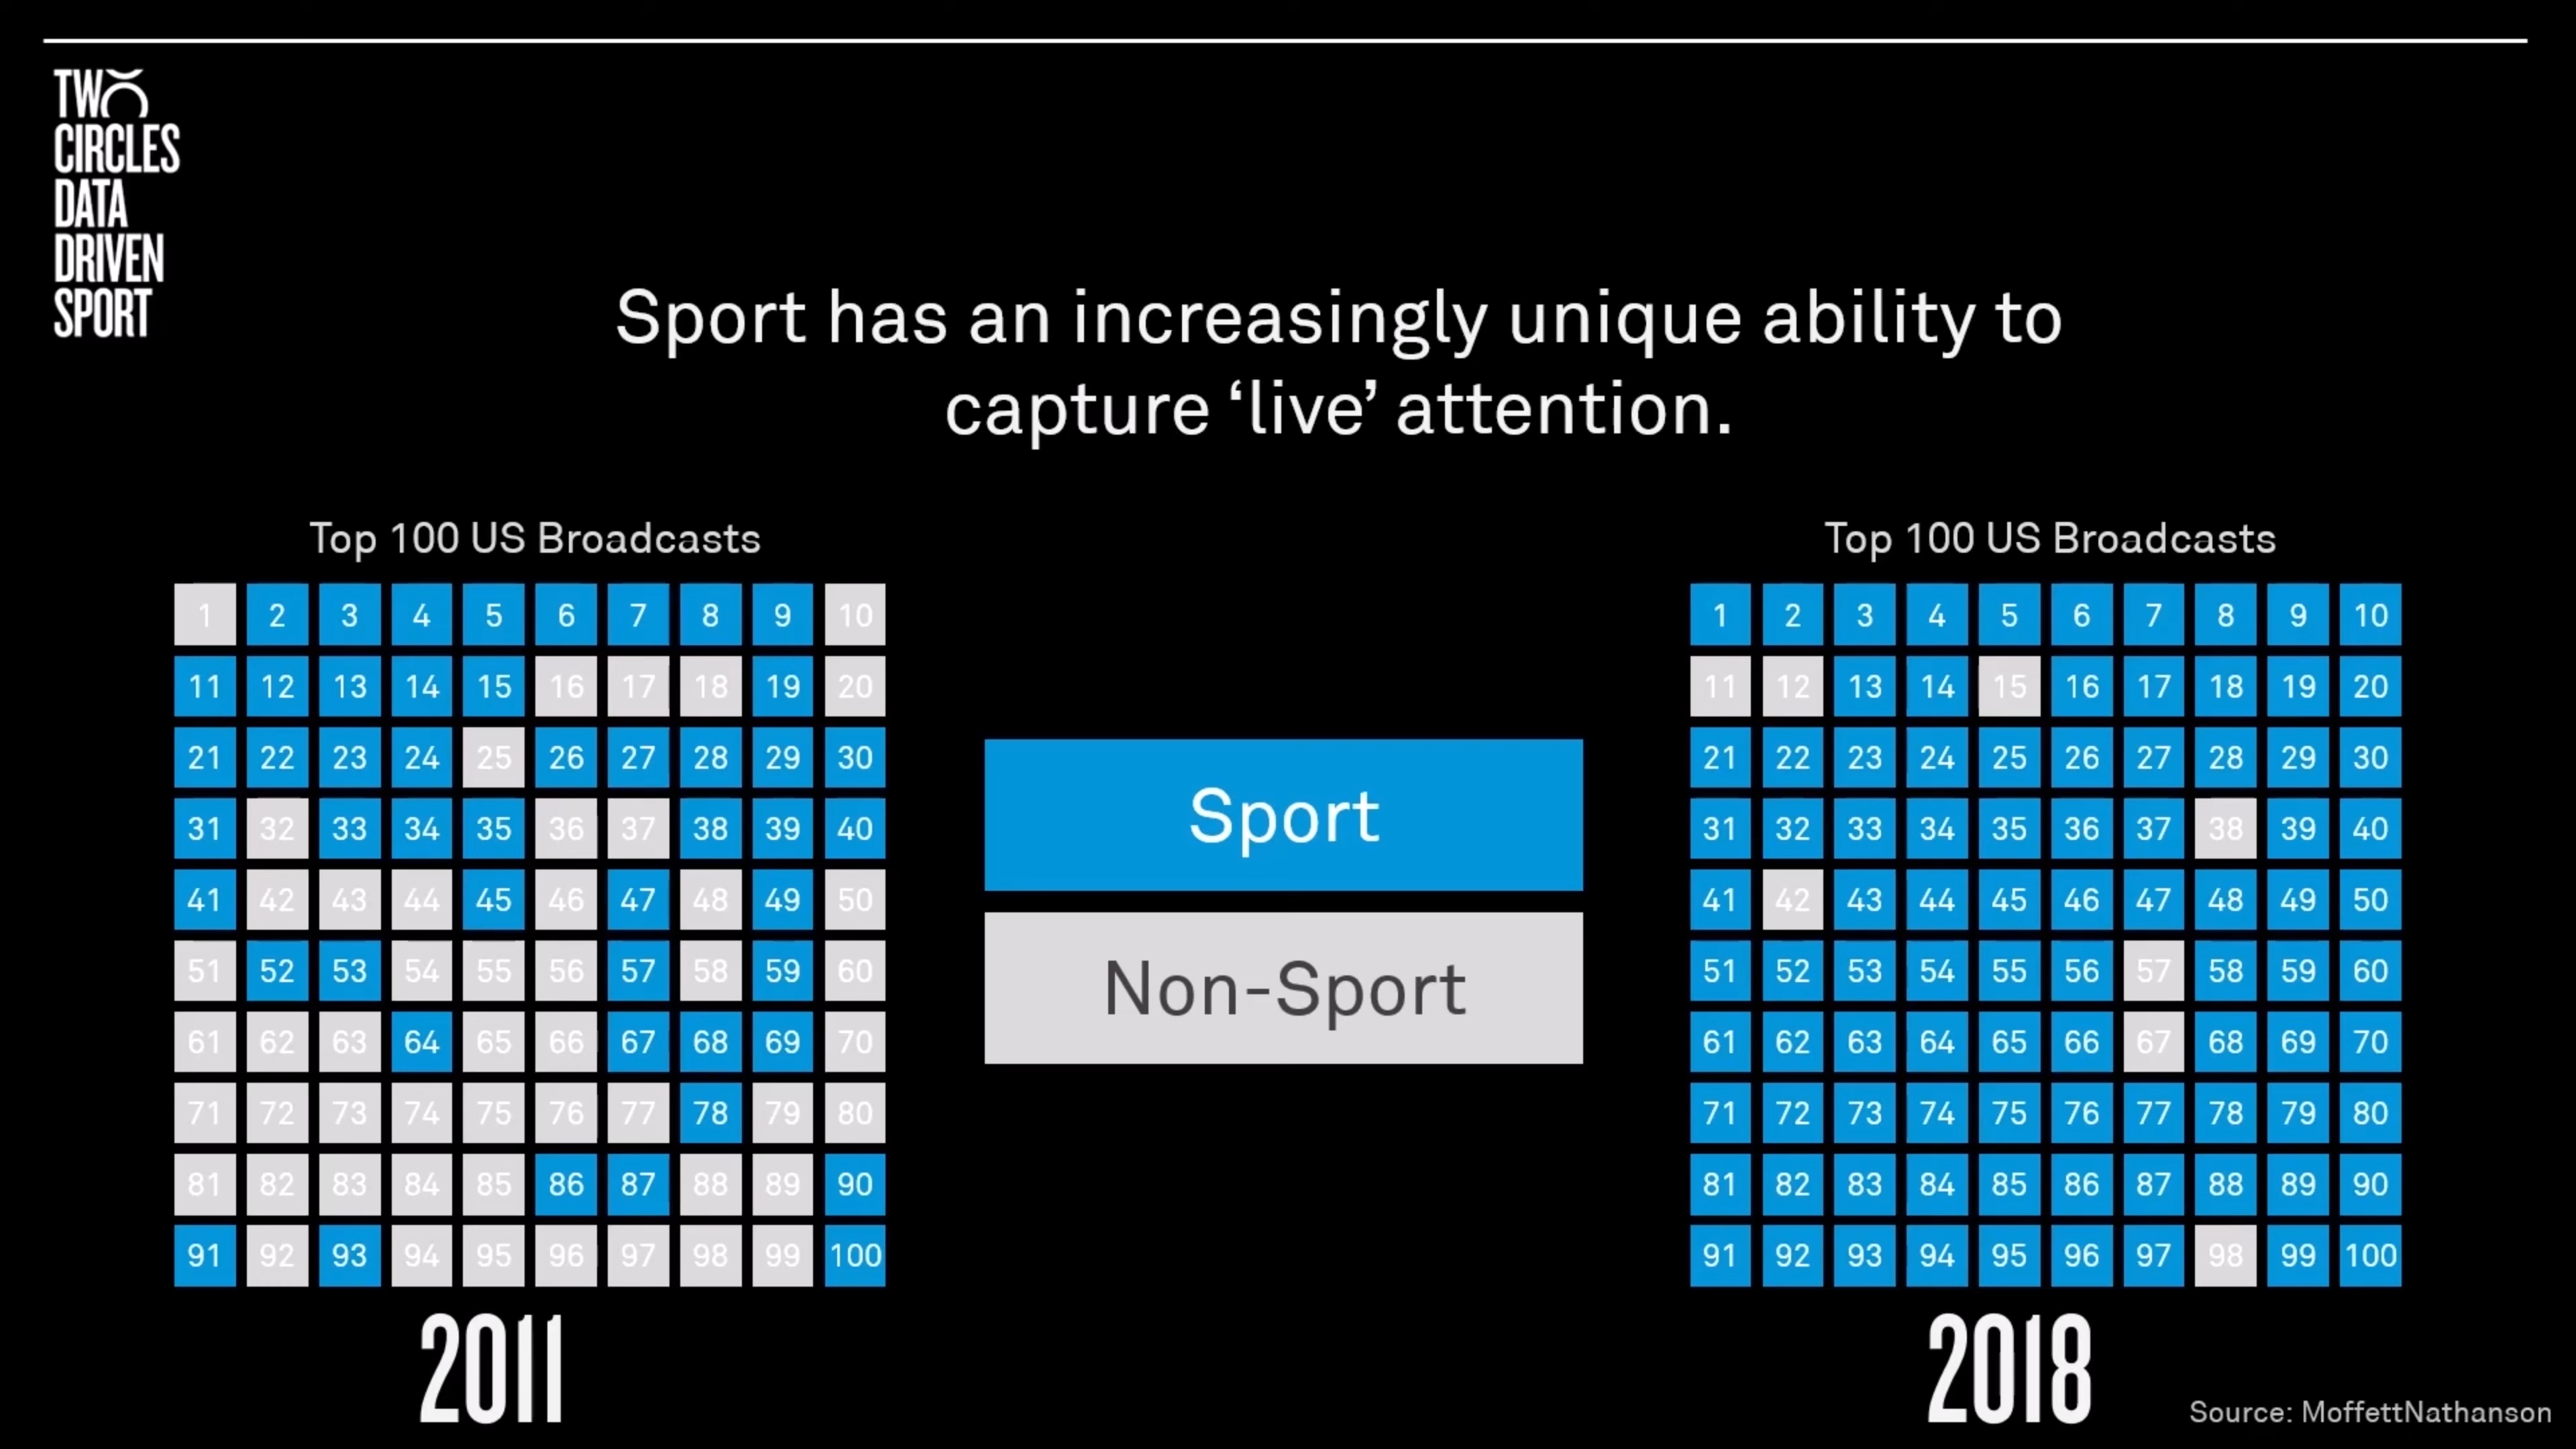 TWO
CIRCLES
DATA
DRIVEN
SPORT
Sport has an increasingly unique ability to
capture ‘live’ attention.
Top 100 US Broadcasts
1 2 3 4 5 6 7 8 9 10
11 12 13 14 15 16 17 18 19 20
21 22 23 24 25 26 27 28 29 30
31 32 33 34 35 36 37 38 39 40
41 42 43 44 45 46 47 48 49 50
51 52 53 54 55 56 57 58 59 60
61 62 63 64 65 66 67 68 69 70
71 72 73 74 75 76 77 78 79 80
81 82 83 84 85 86 87 88 89 90
91 92 93 94 95 96 97 98 99 100
2011
Sport
Non-Sport
Top 100 US Broadcasts
1 2 3 4 5 6 7 8 9 10
11 12 13 14 15 16 17 18 19 20
21 22 23 24 25 26 27 28 29 30
31 32 33 34 35 36 37 38 39 40
41 42 43 44 45 46 47 48 49 50
51 52 53 54 55 56 57 58 59 60
61 62 63 64 65 66 67 68 69 70
71 72 73 74 75 76 77 78 79 80
81 82 83 84 85 86 87 88 89 90
91 92 93 94 95 96 97 98 99 100
2018
Source: MoffettNathanson